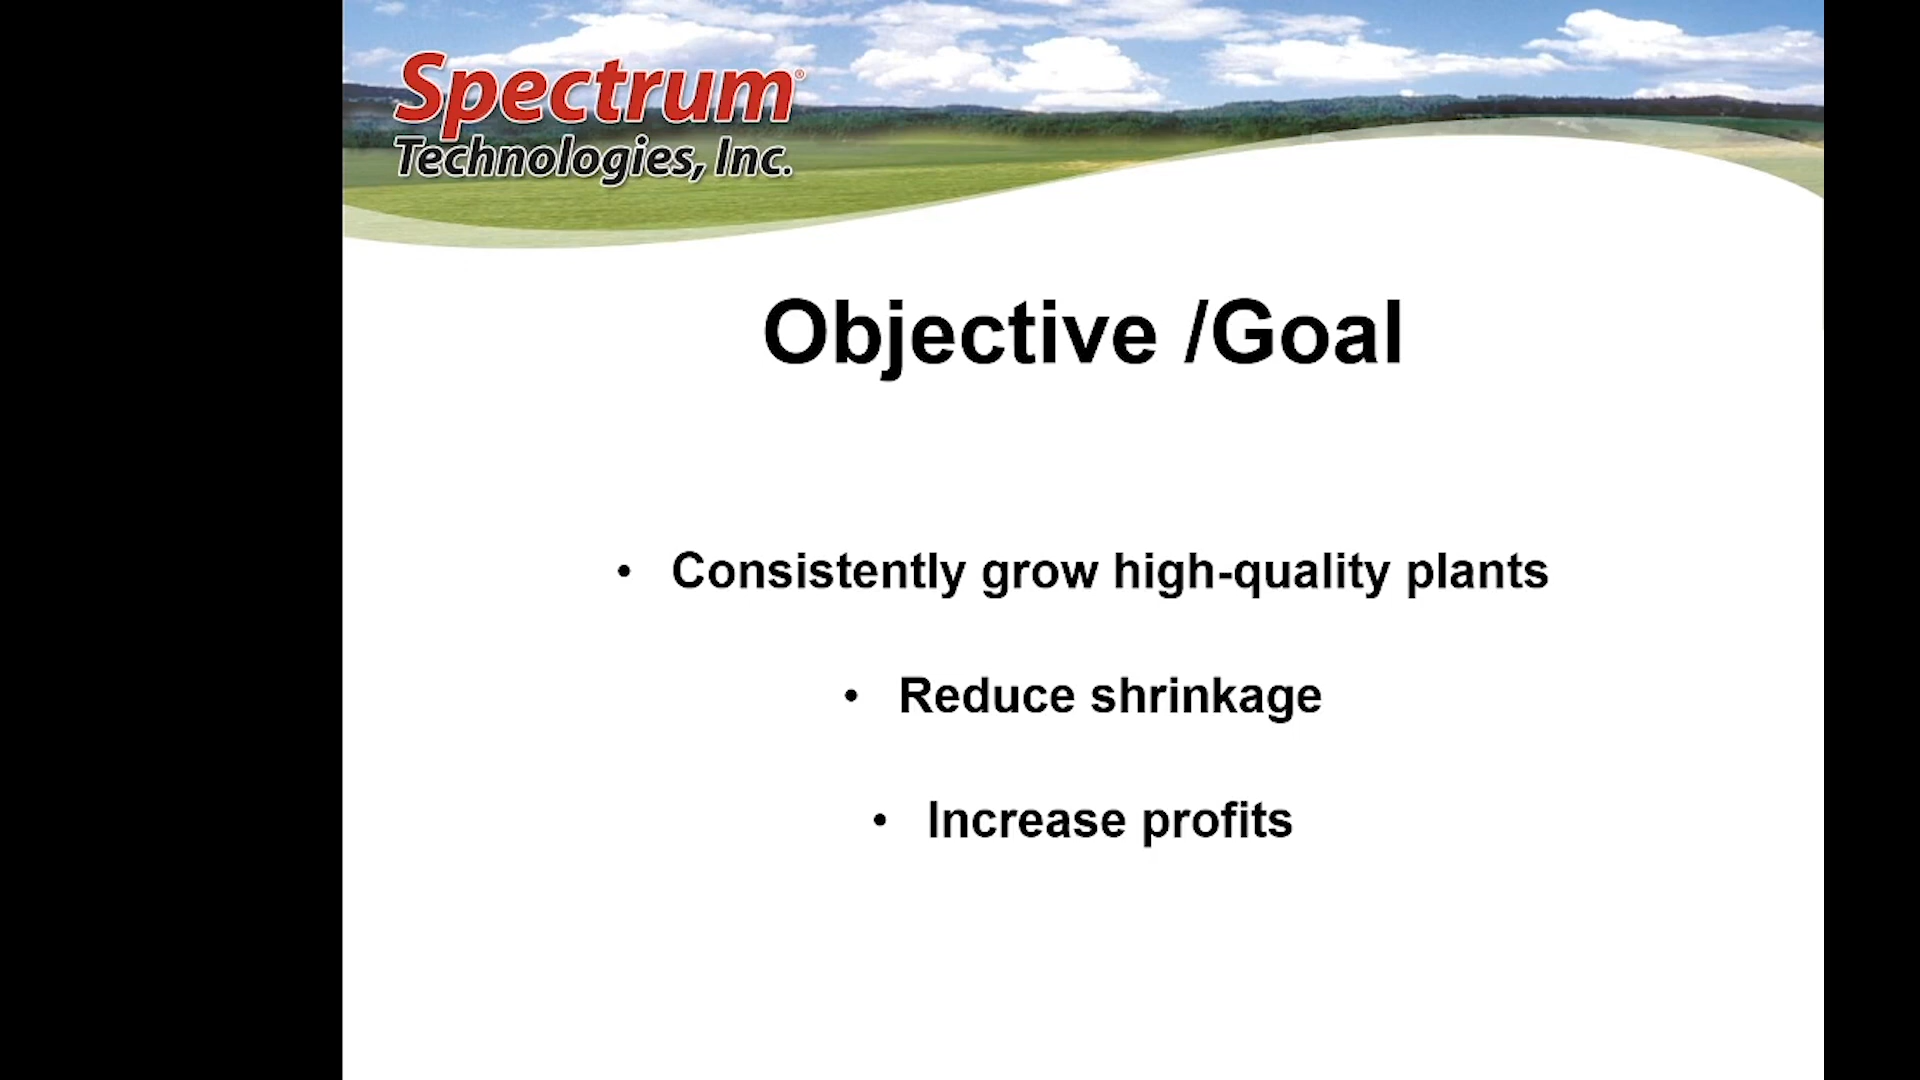 Spectrum®
Technologies, Inc.
Objective /Goal
• Consistently grow high-quality plants
• Reduce shrinkage
• Increase profits